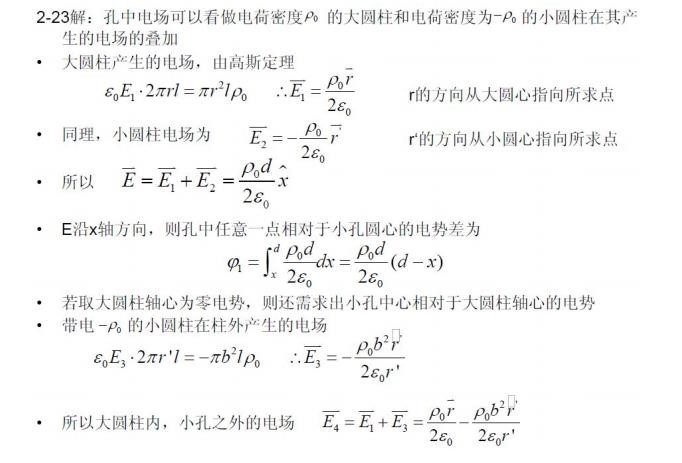 2-23解：孔中电场可以看做电荷密度ρ₀ 的大圆柱和电荷密度为-ρ₀ 的小圆柱在其产
生的电场的叠加
• 大圆柱产生的电场，由高斯定理
ε₀E₁·2πrl = πr²lρ₀ ∴E̅₁ = ρ₀r̅ / 2ε₀ r的方向从大圆心指向所求点
• 同理，小圆柱电场为 E̅₂ = -ρ₀/2ε₀ r̅' r'的方向从小圆心指向所求点
• 所以 E̅ = E̅₁ + E̅₂ = ρ₀d/2ε₀ x̂
• E沿x轴方向，则孔中任意一点相对于小孔圆心的电势差为
φ₁ = ∫ₓᵈ ρ₀d/2ε₀ dx = ρ₀d/2ε₀ (d - x)
• 若取大圆柱轴心为零电势，则还需求出小孔中心相对于大圆柱轴心的电势
• 带电 -ρ₀ 的小圆柱在柱外产生的电场
ε₀E₃·2πr'l = -πb²lρ₀ ∴E̅₃ = -ρ₀b²r̅' / 2ε₀r'
• 所以大圆柱内，小孔之外的电场 E̅₄ = E̅₁ + E̅₃ = ρ₀r̅/2ε₀ - ρ₀b²r̅'/2ε₀r'